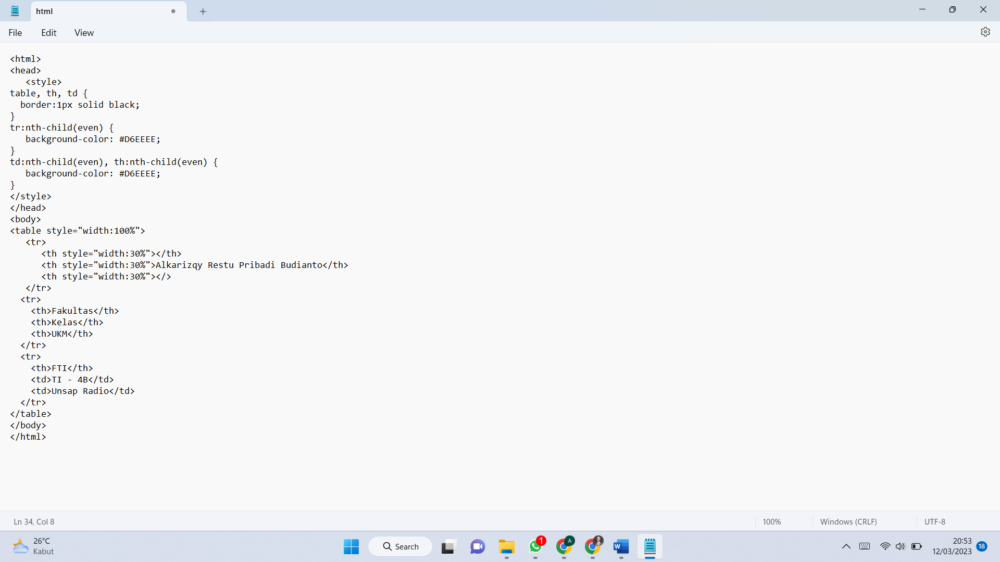 html
File Edit View
<html>
<head>
   <style>
table, th, td {
  border:1px solid black;
}
tr:nth-child(even) {
   background-color: #D6EEEE;
}
td:nth-child(even), th:nth-child(even) {
   background-color: #D6EEEE;
}
</style>
</head>
<body>
<table style="width:100%">
   <tr>
      <th style="width:30%"></th>
      <th style="width:30%">Alkarizqy Restu Pribadi Budianto</th>
      <th style="width:30%"></>
   </tr>
  <tr>
    <th>Fakultas</th>
    <th>Kelas</th>
    <th>UKM</th>
  </tr>
  <tr>
    <th>FTI</th>
    <td>TI - 4B</td>
    <td>Unsap Radio</td>
  </tr>
</table>
</body>
</html>
Ln 34, Col 8 100% Windows (CRLF) UTF-8
26°C
Kabut
Search
1
A
W
20:53
12/03/2023
18